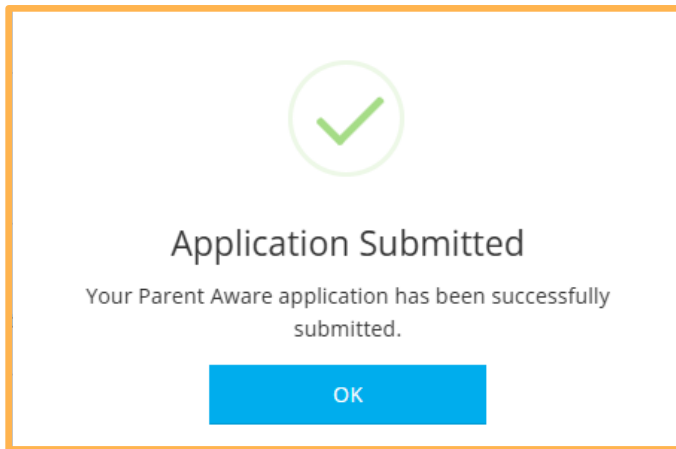 Application Submitted
Your Parent Aware application has been successfully
submitted.
OK